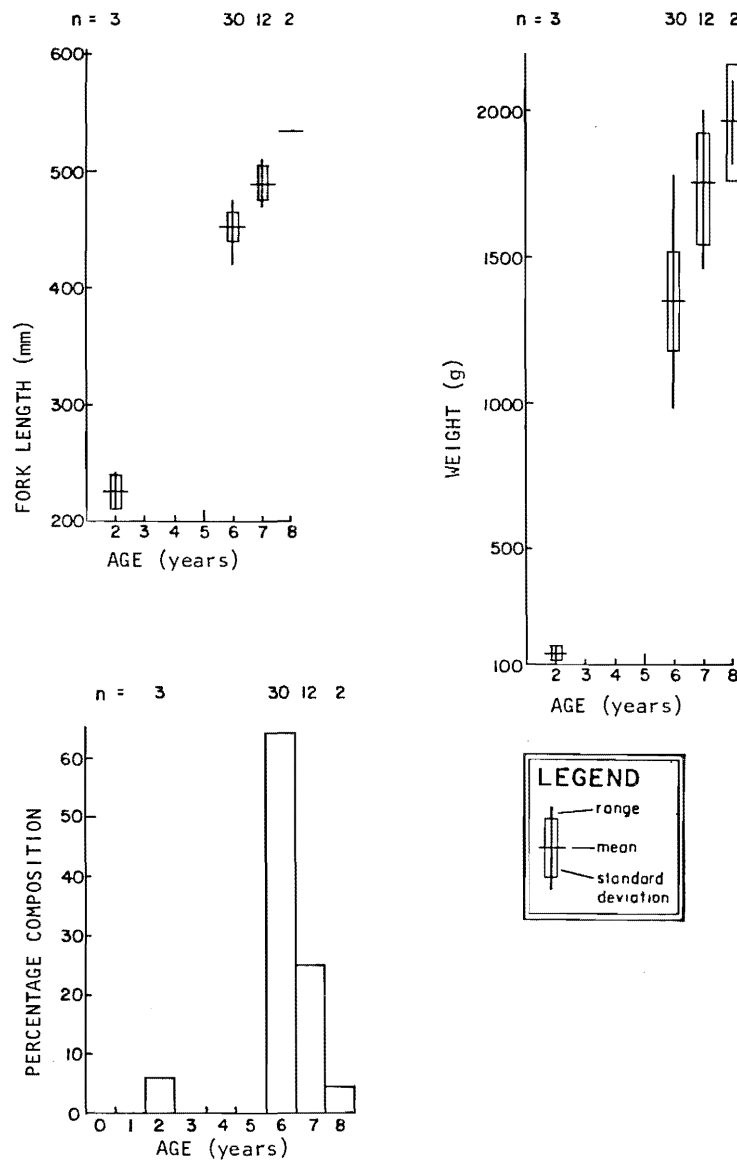 n = 3 30 12 2
600
500
400
300
200
FORK LENGTH (mm)
2 3 4 5 6 7 8
AGE (years)
n = 3 30 12 2
2000
1500
1000
500
100
WEIGHT (g)
2 3 4 5 6 7 8
AGE (years)
n = 3 30 12 2
60
50
40
30
20
10
0
PERCENTAGE COMPOSITION
0 1 2 3 4 5 6 7 8
AGE (years)
LEGEND
range
mean
standard
deviation